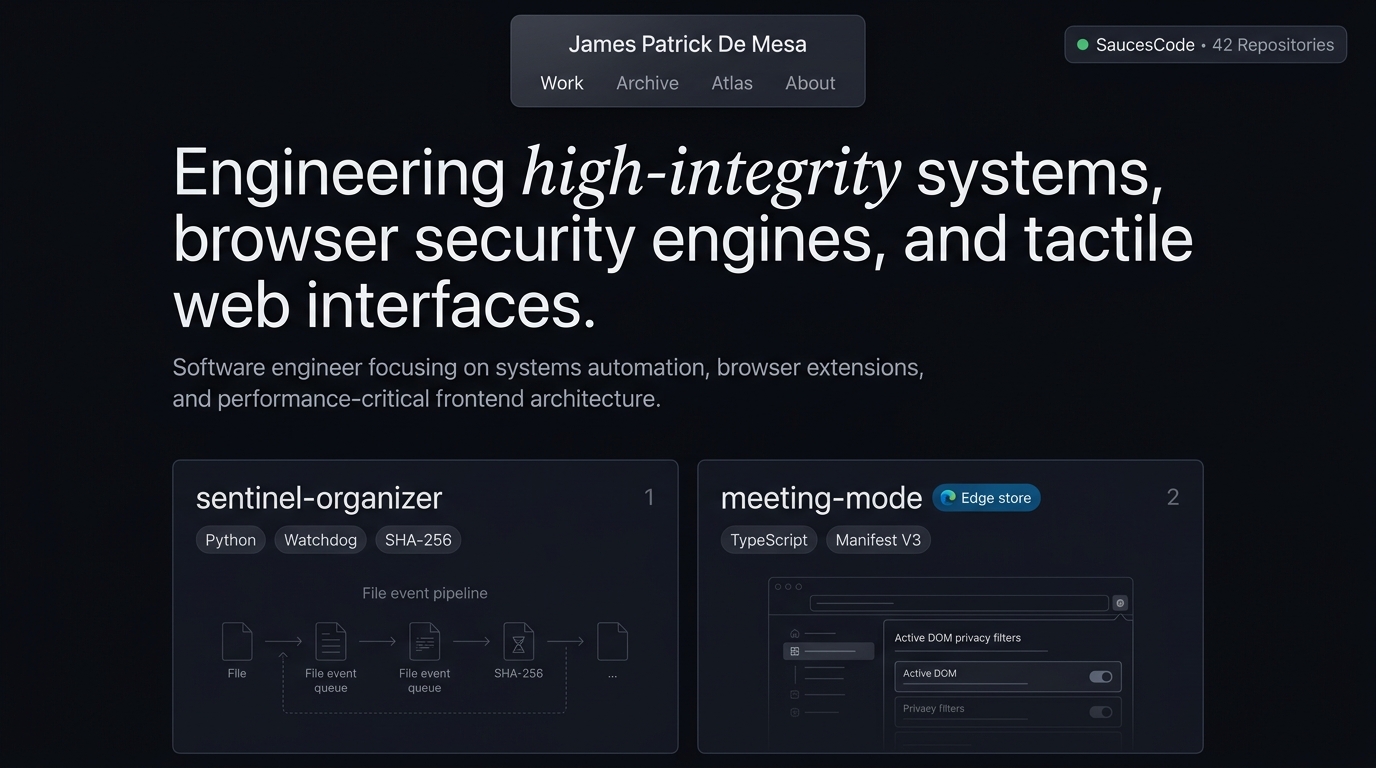 James Patrick De Mesa
Work Archive Atlas About
SaucesCode • 42 Repositories
Engineering high-integrity systems,
browser security engines, and tactile
web interfaces.
Software engineer focusing on systems automation, browser extensions,
and performance-critical frontend architecture.
sentinel-organizer
1
Python Watchdog SHA-256
File event pipeline
File
File event
queue
File event
queue
SHA-256
...
meeting-mode
Edge store
2
TypeScript Manifest V3
Active DOM privacy filters
Active DOM
Privacy filters